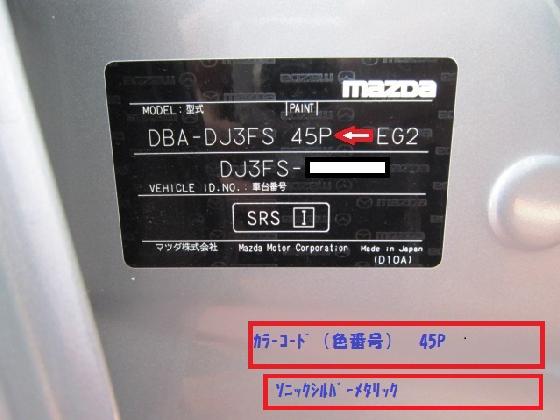 mazda
MODEL:型式 PAINT
DBA-DJ3FS 45P EG2
DJ3FS-
VEHICLE ID.NO.:車台番号
SRS I
マツダ株式会社 Mazda Motor Corporation Made in Japan
(D10A)
ｶﾗｰｺｰﾄﾞ（色番号） 45P
ｿﾆｯｸｼﾙﾊﾞｰﾒﾀﾘｯｸ